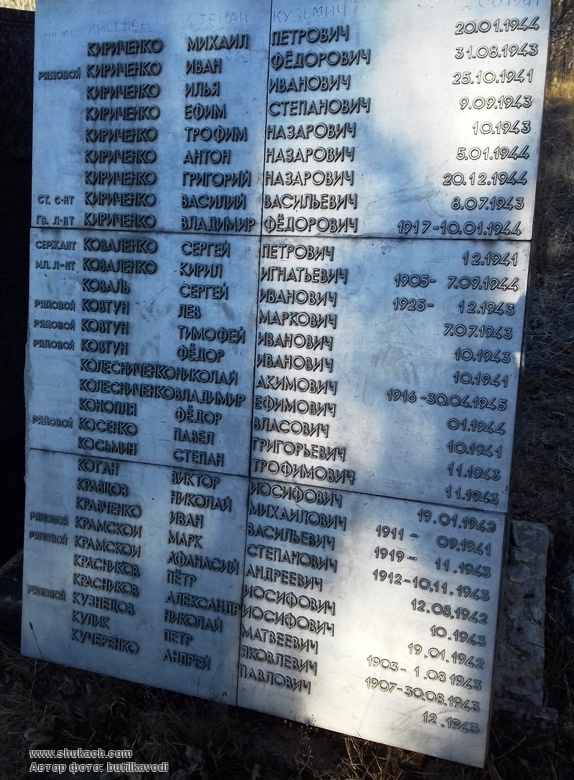 СТЕПАН КУЗЬМИЧ
КИРИЧЕНКО МИХАИЛ ПЕТРОВИЧ 20.01.1944
РЯДОВОЙ КИРИЧЕНКО ИВАН ФЁДОРОВИЧ 31.08.1943
КИРИЧЕНКО ИЛЬЯ ИВАНОВИЧ 25.10.1941
КИРИЧЕНКО ЕФИМ СТЕПАНОВИЧ 9.09.1943
КИРИЧЕНКО ТРОФИМ НАЗАРОВИЧ 10.1943
КИРИЧЕНКО АНТОН НАЗАРОВИЧ 5.01.1944
КИРИЧЕНКО ГРИГОРИЙ НАЗАРОВИЧ 20.12.1944
СТ. С-НТ КИРИЧЕНКО ВАСИЛИЙ ВАСИЛЬЕВИЧ 8.07.1943
ГВ. Л-НТ КИРИЧЕНКО ВЛАДИМИР ФЁДОРОВИЧ 1917-10.01.1944
СЕРЖАНТ КОВАЛЕНКО СЕРГЕЙ ПЕТРОВИЧ 12.1941
МЛ. Л-НТ КОВАЛЕНКО КИРИЛ ИГНАТЬЕВИЧ 1905- 7.09.1944
КОВАЛЬ СЕРГЕЙ ИВАНОВИЧ 1925- 12.1943
РЯДОВОЙ КОВТУН ЛЕВ МАРКОВИЧ 7.07.1943
РЯДОВОЙ КОВТУН ТИМОФЕЙ ИВАНОВИЧ 10.1943
РЯДОВОЙ КОВТУН ФЁДОР ИВАНОВИЧ 10.1941
КОЛЕСНИЧЕНКО НИКОЛАЙ АКИМОВИЧ 1916-30.04.1945
КОЛЕСНИЧЕНКО ВЛАДИМИР ЕФИМОВИЧ 01.1944
КОНОПЛЯ ФЁДОР ВЛАСОВИЧ 10.1941
РЯДОВОЙ КОСЕНКО ПАВЕЛ ГРИГОРЬЕВИЧ 11.1943
КОСЬМИН СТЕПАН ТРОФИМОВИЧ 11.1943
КОГАН ВИКТОР ИОСИФОВИЧ 19.01.1942
КРАВЦОВ НИКОЛАЙ МИХАЙЛОВИЧ 1911- 09.1941
КРАВЧЕНКО ИВАН ВАСИЛЬЕВИЧ 1919- 11.1943
РЯДОВОЙ КРАМСКОЙ МАРК СТЕПАНОВИЧ 1912-10.11.1943
РЯДОВОЙ КРАМСКОЙ АФАНАСИЙ АНДРЕЕВИЧ 12.08.1942
КРАСНИКОВ ПЁТР ИОСИФОВИЧ 10.1943
КРАСНИКОВ АЛЕКСАНДР ИОСИФОВИЧ 19.01.1942
РЯДОВОЙ КУЗНЕЦОВ НИКОЛАЙ МАТВЕЕВИЧ 1903- 1.08.1943
КУЛИК ПЕТР ЯКОВЛЕВИЧ 1907-30.08.1943
КУЧЕРЕНКО АНДРЕЙ ПАВЛОВИЧ 12.1943
www.shukach.com
Автор фото: butilkavodi